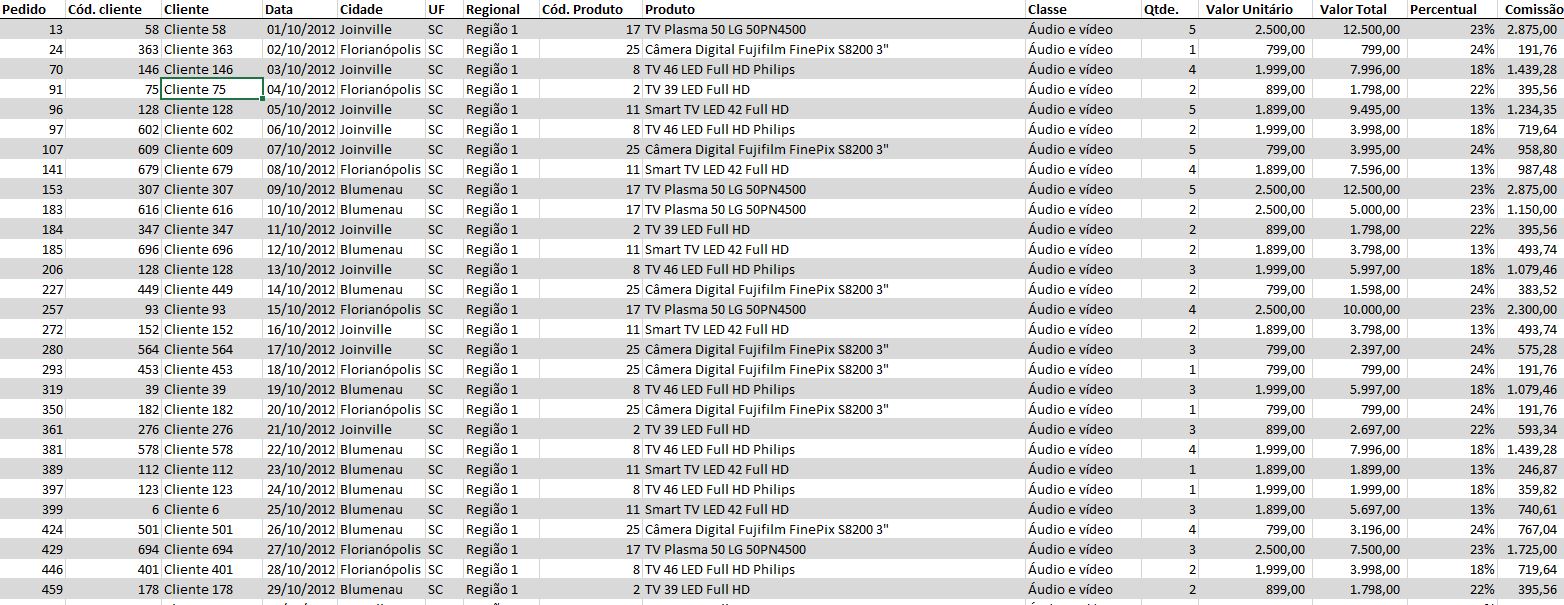 Pedido Cód. cliente Cliente Data Cidade UF Regional Cód. Produto Produto Classe Qtde. Valor Unitário Valor Total Percentual Comissão
13 58 Cliente 58 01/10/2012 Joinville SC Região 1 17 TV Plasma 50 LG 50PN4500 Áudio e vídeo 5 2.500,00 12.500,00 23% 2.875,00
24 363 Cliente 363 02/10/2012 Florianópolis SC Região 1 25 Câmera Digital Fujifilm FinePix S8200 3" Áudio e vídeo 1 799,00 799,00 24% 191,76
70 146 Cliente 146 03/10/2012 Joinville SC Região 1 8 TV 46 LED Full HD Philips Áudio e vídeo 4 1.999,00 7.996,00 18% 1.439,28
91 75 Cliente 75 04/10/2012 Florianópolis SC Região 1 2 TV 39 LED Full HD Áudio e vídeo 2 899,00 1.798,00 22% 395,56
96 128 Cliente 128 05/10/2012 Joinville SC Região 1 11 Smart TV LED 42 Full HD Áudio e vídeo 5 1.899,00 9.495,00 13% 1.234,35
97 602 Cliente 602 06/10/2012 Joinville SC Região 1 8 TV 46 LED Full HD Philips Áudio e vídeo 2 1.999,00 3.998,00 18% 719,64
107 609 Cliente 609 07/10/2012 Joinville SC Região 1 25 Câmera Digital Fujifilm FinePix S8200 3" Áudio e vídeo 5 799,00 3.995,00 24% 958,80
141 679 Cliente 679 08/10/2012 Florianópolis SC Região 1 11 Smart TV LED 42 Full HD Áudio e vídeo 4 1.899,00 7.596,00 13% 987,48
153 307 Cliente 307 09/10/2012 Blumenau SC Região 1 17 TV Plasma 50 LG 50PN4500 Áudio e vídeo 5 2.500,00 12.500,00 23% 2.875,00
183 616 Cliente 616 10/10/2012 Blumenau SC Região 1 17 TV Plasma 50 LG 50PN4500 Áudio e vídeo 2 2.500,00 5.000,00 23% 1.150,00
184 347 Cliente 347 11/10/2012 Joinville SC Região 1 2 TV 39 LED Full HD Áudio e vídeo 2 899,00 1.798,00 22% 395,56
185 696 Cliente 696 12/10/2012 Blumenau SC Região 1 11 Smart TV LED 42 Full HD Áudio e vídeo 2 1.899,00 3.798,00 13% 493,74
206 128 Cliente 128 13/10/2012 Joinville SC Região 1 8 TV 46 LED Full HD Philips Áudio e vídeo 3 1.999,00 5.997,00 18% 1.079,46
227 449 Cliente 449 14/10/2012 Blumenau SC Região 1 25 Câmera Digital Fujifilm FinePix S8200 3" Áudio e vídeo 2 799,00 1.598,00 24% 383,52
257 93 Cliente 93 15/10/2012 Florianópolis SC Região 1 17 TV Plasma 50 LG 50PN4500 Áudio e vídeo 4 2.500,00 10.000,00 23% 2.300,00
272 152 Cliente 152 16/10/2012 Joinville SC Região 1 11 Smart TV LED 42 Full HD Áudio e vídeo 2 1.899,00 3.798,00 13% 493,74
280 564 Cliente 564 17/10/2012 Joinville SC Região 1 25 Câmera Digital Fujifilm FinePix S8200 3" Áudio e vídeo 3 799,00 2.397,00 24% 575,28
293 453 Cliente 453 18/10/2012 Florianópolis SC Região 1 25 Câmera Digital Fujifilm FinePix S8200 3" Áudio e vídeo 1 799,00 799,00 24% 191,76
319 39 Cliente 39 19/10/2012 Blumenau SC Região 1 8 TV 46 LED Full HD Philips Áudio e vídeo 3 1.999,00 5.997,00 18% 1.079,46
350 182 Cliente 182 20/10/2012 Florianópolis SC Região 1 25 Câmera Digital Fujifilm FinePix S8200 3" Áudio e vídeo 1 799,00 799,00 24% 191,76
361 276 Cliente 276 21/10/2012 Joinville SC Região 1 2 TV 39 LED Full HD Áudio e vídeo 3 899,00 2.697,00 22% 593,34
381 578 Cliente 578 22/10/2012 Blumenau SC Região 1 8 TV 46 LED Full HD Philips Áudio e vídeo 4 1.999,00 7.996,00 18% 1.439,28
389 112 Cliente 112 23/10/2012 Blumenau SC Região 1 11 Smart TV LED 42 Full HD Áudio e vídeo 1 1.899,00 1.899,00 13% 246,87
397 123 Cliente 123 24/10/2012 Blumenau SC Região 1 8 TV 46 LED Full HD Philips Áudio e vídeo 1 1.999,00 1.999,00 18% 359,82
399 6 Cliente 6 25/10/2012 Blumenau SC Região 1 11 Smart TV LED 42 Full HD Áudio e vídeo 3 1.899,00 5.697,00 13% 740,61
424 501 Cliente 501 26/10/2012 Blumenau SC Região 1 25 Câmera Digital Fujifilm FinePix S8200 3" Áudio e vídeo 4 799,00 3.196,00 24% 767,04
429 694 Cliente 694 27/10/2012 Florianópolis SC Região 1 17 TV Plasma 50 LG 50PN4500 Áudio e vídeo 3 2.500,00 7.500,00 23% 1.725,00
446 401 Cliente 401 28/10/2012 Florianópolis SC Região 1 8 TV 46 LED Full HD Philips Áudio e vídeo 2 1.999,00 3.998,00 18% 719,64
459 178 Cliente 178 29/10/2012 Blumenau SC Região 1 2 TV 39 LED Full HD Áudio e vídeo 2 899,00 1.798,00 22% 395,56